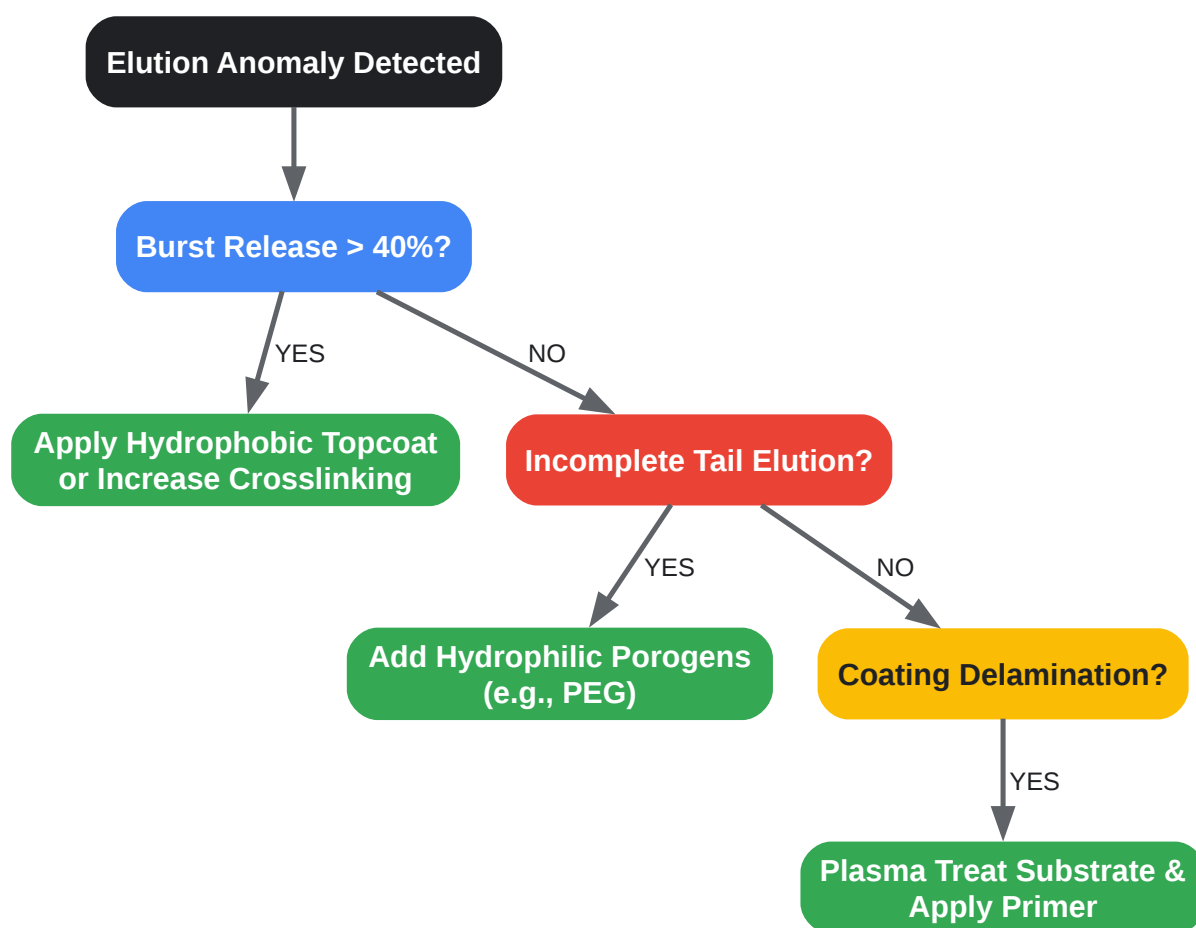 Elution Anomaly Detected
Burst Release > 40%?
YES
NO
Apply Hydrophobic Topcoat
or Increase Crosslinking
Incomplete Tail Elution?
YES
NO
Add Hydrophilic Porogens
(e.g., PEG)
Coating Delamination?
YES
Plasma Treat Substrate &
Apply Primer